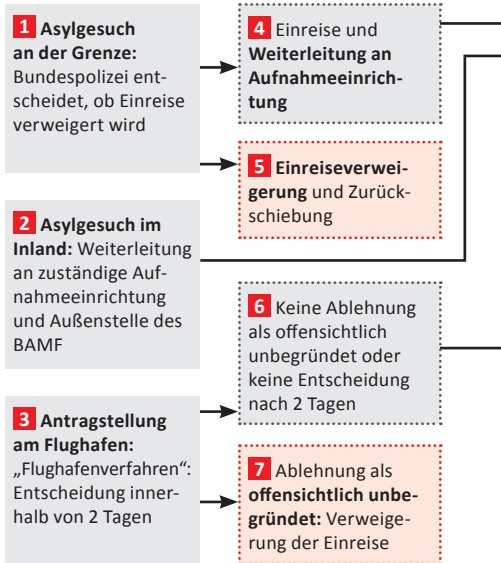 1 Asylgesuch
an der Grenze:
Bundespolizei ent-
scheidet, ob Einreise
verweigert wird
4 Einreise und
Weiterleitung an
Aufnahmeeinrich-
tung
5 Einreiseverwei-
gerung und Zurück-
schiebung
2 Asylgesuch im
Inland: Weiterleitung
an zuständige Auf-
nahmeeinrichtung
und Außenstelle des
BAMF
6 Keine Ablehnung
als offensichtlich
unbegründet oder
keine Entscheidung
nach 2 Tagen
3 Antragstellung
am Flughafen:
„Flughafenverfahren“:
Entscheidung inner-
halb von 2 Tagen
7 Ablehnung als
offensichtlich unbe-
gründet: Verweige-
rung der Einreise